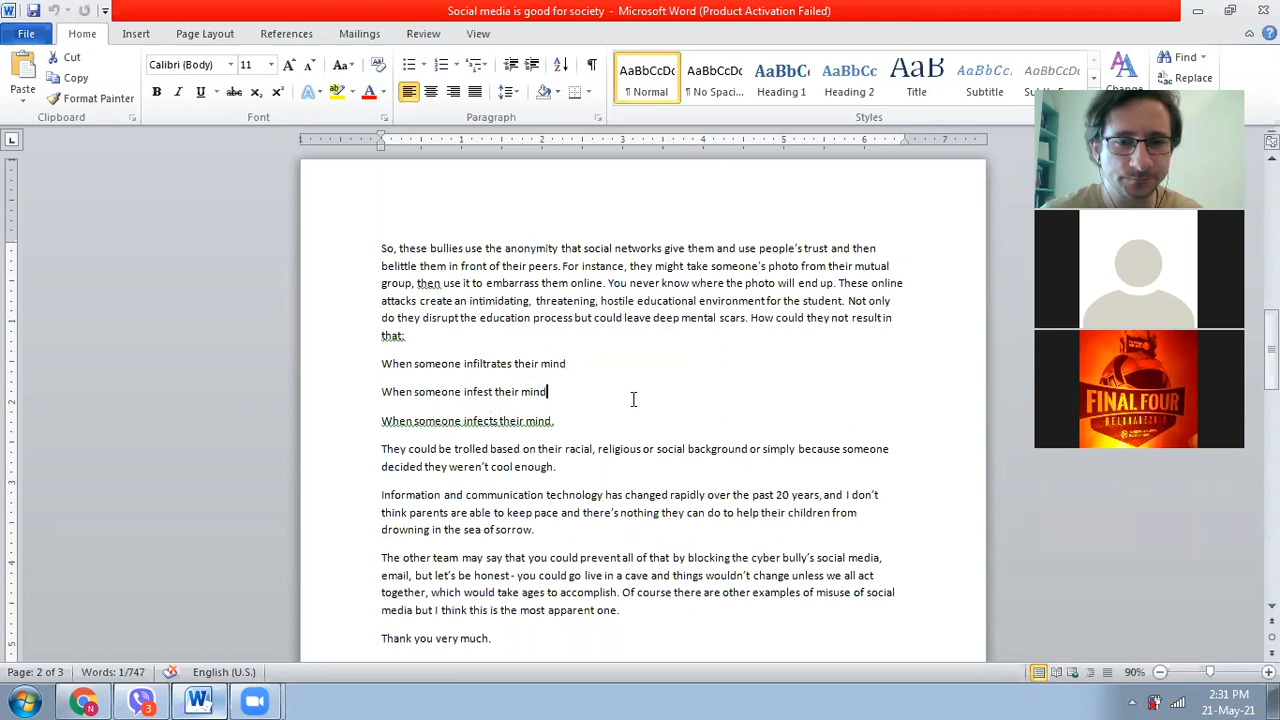 Social media is good for society - Microsoft Word (Product Activation Failed)
File Home Insert Page Layout References Mailings Review View
Cut
Copy
Format Painter
Paste
Clipboard
Calibri (Body) 11
Font
Paragraph
AaBbCcDc AaBbCcDc AaBbC AaBbCc AaB AaBbCc. AaBbCcDc
¶ Normal ¶ No Spaci... Heading 1 Heading 2 Title Subtitle
Change
Styles
Find
Replace
So, these bullies use the anonymity that social networks give them and use people's trust and then
belittle them in front of their peers. For instance, they might take someone's photo from their mutual
group, then use it to embarrass them online. You never know where the photo will end up. These online
attacks create an intimidating, threatening, hostile educational environment for the student. Not only
do they disrupt the education process but could leave deep mental scars. How could they not result in
that;
When someone infiltrates their mind
When someone infest their mind
When someone infects their mind.
They could be trolled based on their racial, religious or social background or simply because someone
decided they weren't cool enough.
Information and communication technology has changed rapidly over the past 20 years, and I don't
think parents are able to keep pace and there's nothing they can do to help their children from
drowning in the sea of sorrow.
The other team may say that you could prevent all of that by blocking the cyber bully's social media,
email, but let's be honest - you could go live in a cave and things wouldn't change unless we all act
together, which would take ages to accomplish. Of course there are other examples of misuse of social
media but I think this is the most apparent one.
Thank you very much.
FINAL FOUR
Page: 2 of 3 Words: 1/747 English (U.S.) 90%
2:31 PM
21-May-21